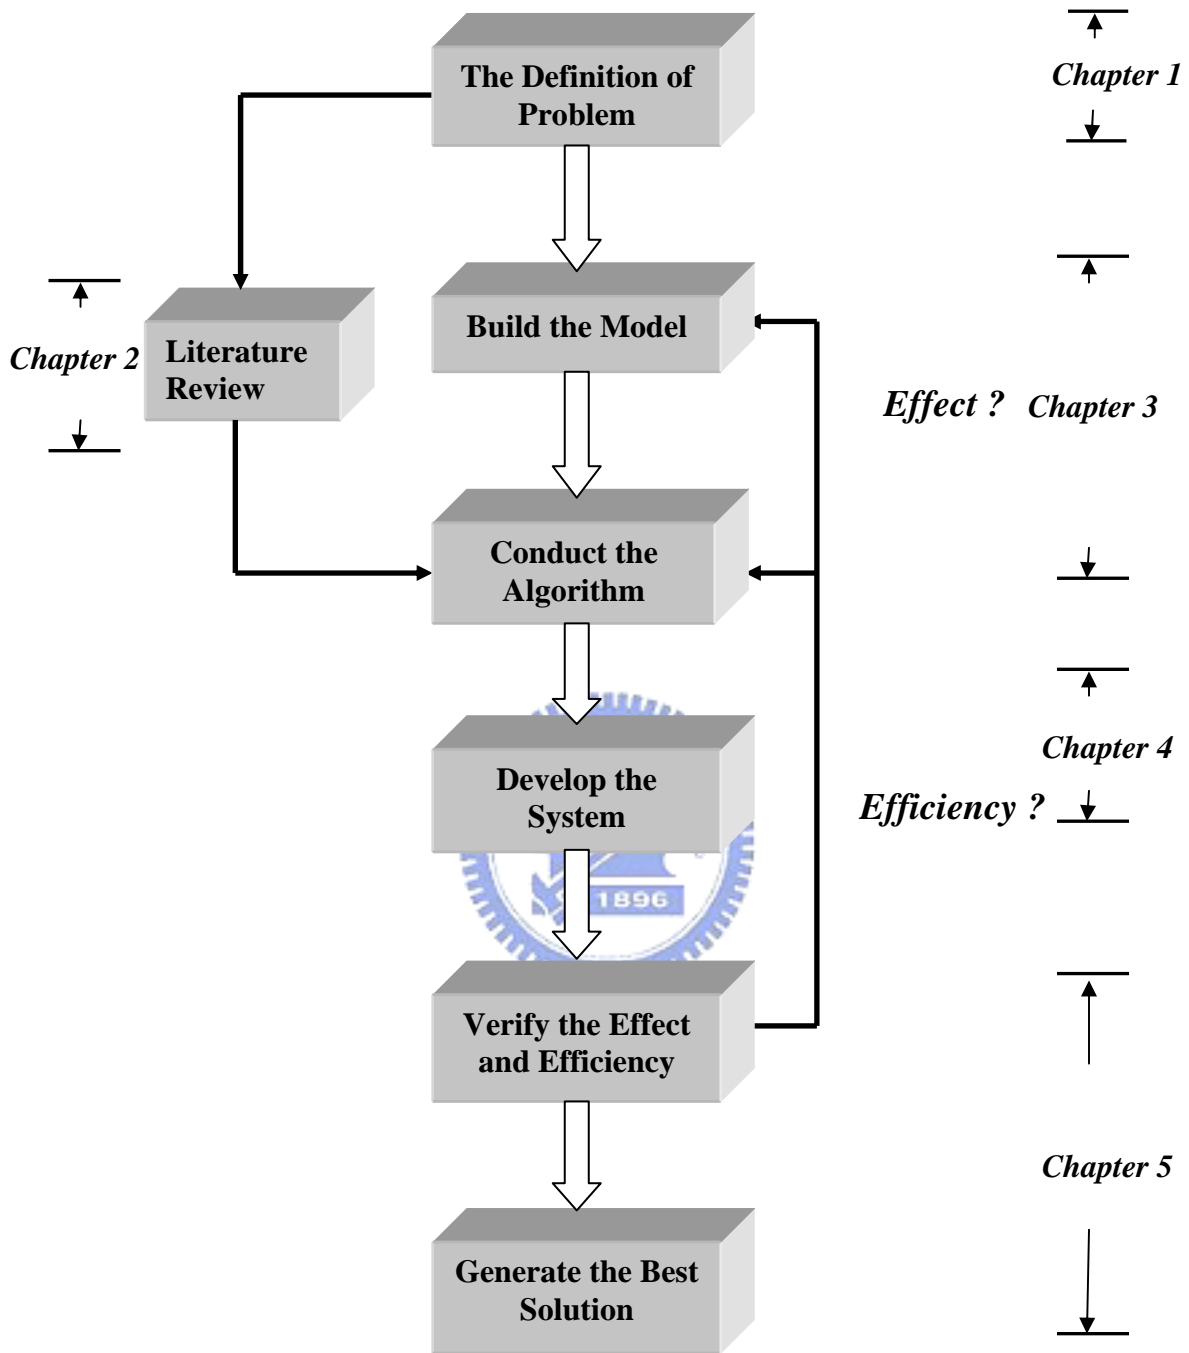 The Definition of
Problem
Chapter 1
Build the Model
Chapter 2
Literature
Review
Effect ?
Chapter 3
Conduct the
Algorithm
Develop the
System
Chapter 4
Efficiency ?
1896
Verify the Effect
and Efficiency
Chapter 5
Generate the Best
Solution